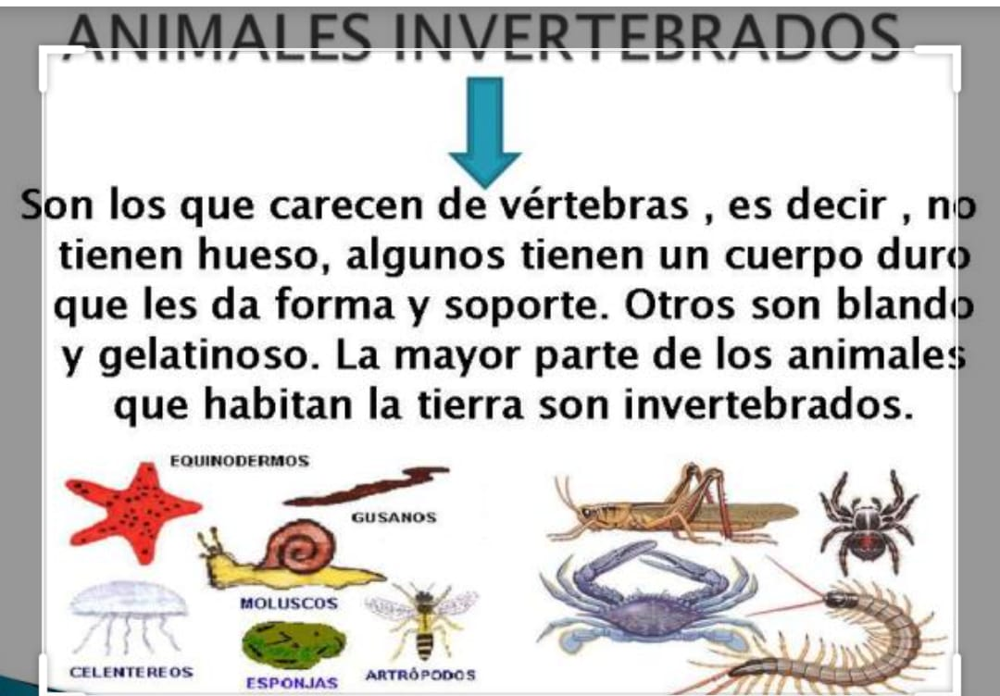 ANIMALES INVERTEBRADOS
Son los que carecen de vértebras , es decir , no
tienen hueso, algunos tienen un cuerpo duro
que les da forma y soporte. Otros son blando
y gelatinoso. La mayor parte de los animales
que habitan la tierra son invertebrados.
EQUINODERMOS
GUSANOS
MOLUSCOS
CELENTEREOS
ESPONJAS
ARTRÓPODOS